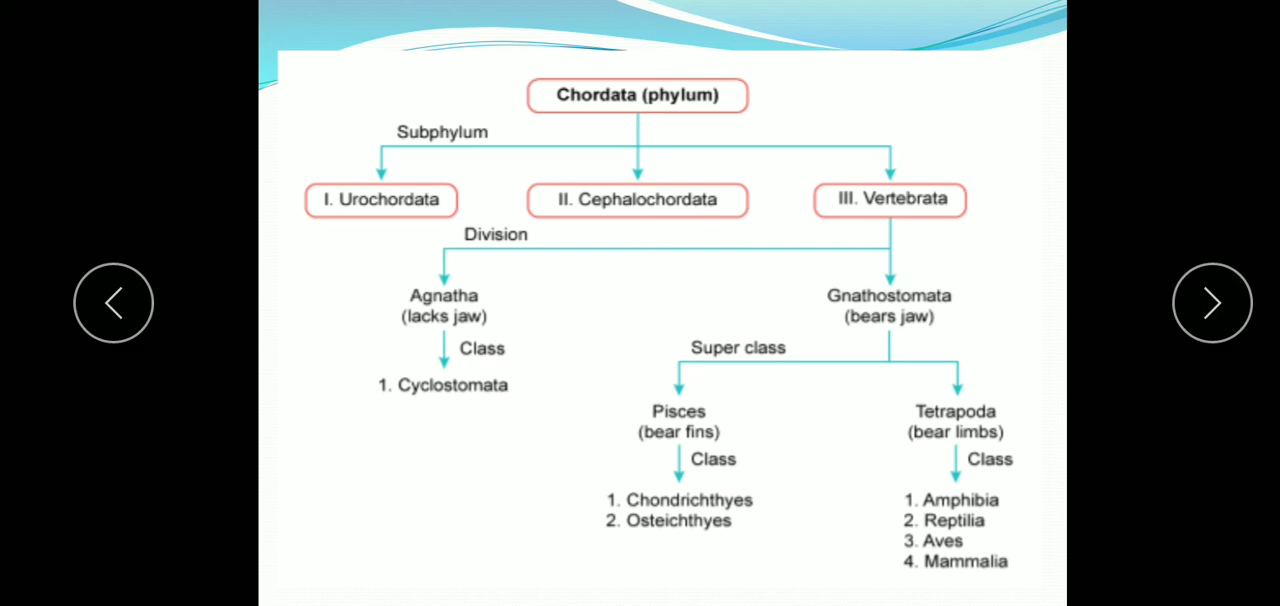 Chordata (phylum)
Subphylum
I. Urochordata
II. Cephalochordata
III. Vertebrata
Division
Agnatha
(lacks jaw)
Class
1. Cyclostomata
Gnathostomata
(bears jaw)
Super class
Pisces
(bear fins)
Class
1. Chondrichthyes
2. Osteichthyes
Tetrapoda
(bear limbs)
Class
1. Amphibia
2. Reptilia
3. Aves
4. Mammalia